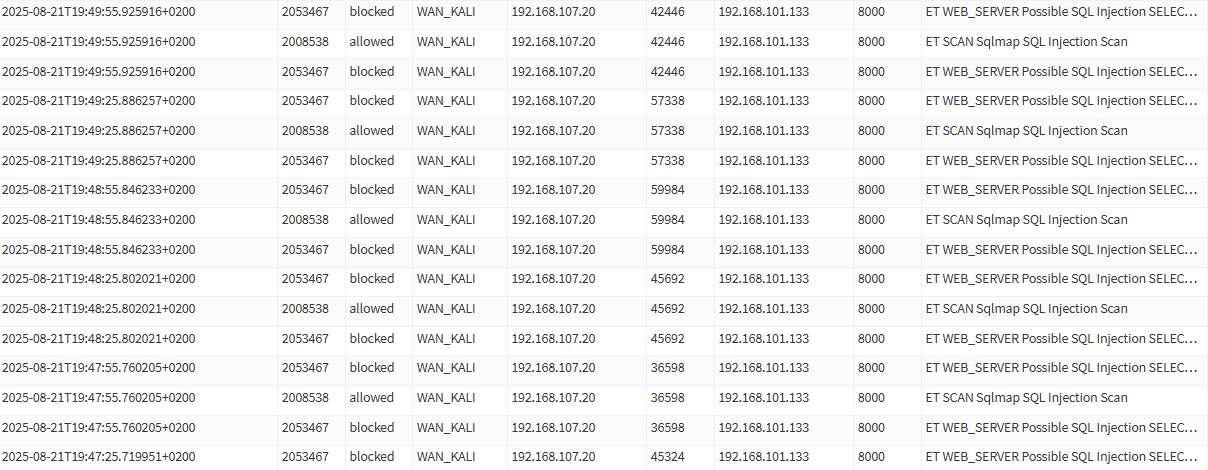 2025-08-21T19:49:55.925916+0200 2053467 blocked WAN_KALI 192.168.107.20 42446 192.168.101.133 8000 ET WEB_SERVER Possible SQL Injection SELEC...
2025-08-21T19:49:55.925916+0200 2008538 allowed WAN_KALI 192.168.107.20 42446 192.168.101.133 8000 ET SCAN Sqlmap SQL Injection Scan
2025-08-21T19:49:55.925916+0200 2053467 blocked WAN_KALI 192.168.107.20 42446 192.168.101.133 8000 ET WEB_SERVER Possible SQL Injection SELEC...
2025-08-21T19:49:25.886257+0200 2053467 blocked WAN_KALI 192.168.107.20 57338 192.168.101.133 8000 ET WEB_SERVER Possible SQL Injection SELEC...
2025-08-21T19:49:25.886257+0200 2008538 allowed WAN_KALI 192.168.107.20 57338 192.168.101.133 8000 ET SCAN Sqlmap SQL Injection Scan
2025-08-21T19:49:25.886257+0200 2053467 blocked WAN_KALI 192.168.107.20 57338 192.168.101.133 8000 ET WEB_SERVER Possible SQL Injection SELEC...
2025-08-21T19:48:55.846233+0200 2053467 blocked WAN_KALI 192.168.107.20 59984 192.168.101.133 8000 ET WEB_SERVER Possible SQL Injection SELEC...
2025-08-21T19:48:55.846233+0200 2008538 allowed WAN_KALI 192.168.107.20 59984 192.168.101.133 8000 ET SCAN Sqlmap SQL Injection Scan
2025-08-21T19:48:55.846233+0200 2053467 blocked WAN_KALI 192.168.107.20 59984 192.168.101.133 8000 ET WEB_SERVER Possible SQL Injection SELEC...
2025-08-21T19:48:25.802021+0200 2053467 blocked WAN_KALI 192.168.107.20 45692 192.168.101.133 8000 ET WEB_SERVER Possible SQL Injection SELEC...
2025-08-21T19:48:25.802021+0200 2008538 allowed WAN_KALI 192.168.107.20 45692 192.168.101.133 8000 ET SCAN Sqlmap SQL Injection Scan
2025-08-21T19:48:25.802021+0200 2053467 blocked WAN_KALI 192.168.107.20 45692 192.168.101.133 8000 ET WEB_SERVER Possible SQL Injection SELEC...
2025-08-21T19:47:55.760205+0200 2053467 blocked WAN_KALI 192.168.107.20 36598 192.168.101.133 8000 ET WEB_SERVER Possible SQL Injection SELEC...
2025-08-21T19:47:55.760205+0200 2008538 allowed WAN_KALI 192.168.107.20 36598 192.168.101.133 8000 ET SCAN Sqlmap SQL Injection Scan
2025-08-21T19:47:55.760205+0200 2053467 blocked WAN_KALI 192.168.107.20 36598 192.168.101.133 8000 ET WEB_SERVER Possible SQL Injection SELEC...
2025-08-21T19:47:25.719951+0200 2053467 blocked WAN_KALI 192.168.107.20 45324 192.168.101.133 8000 ET WEB_SERVER Possible SQL Injection SELEC...